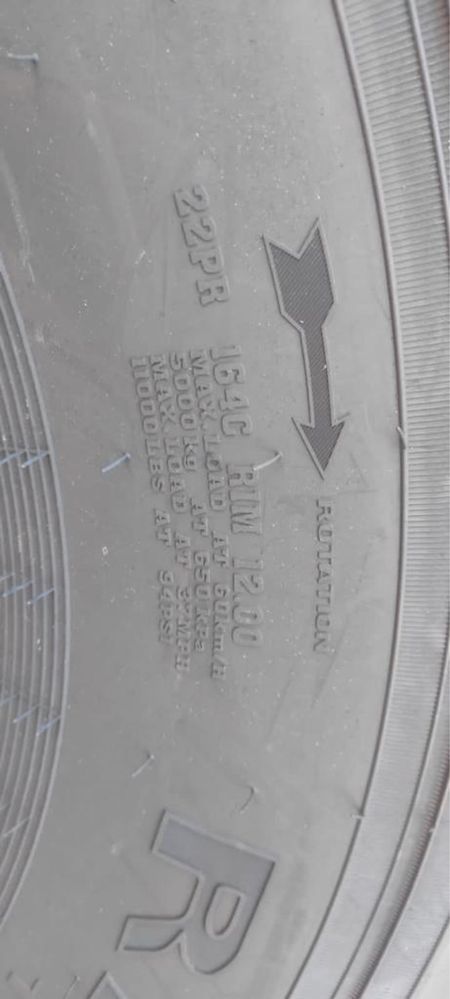 ROTATION
22PR 164C RIM 12.00
MAX.LOAD AT 60km/H
5000kg AT 650kPa
MAX LOAD AT 37MPH
11000LBS AT 94PSI
R